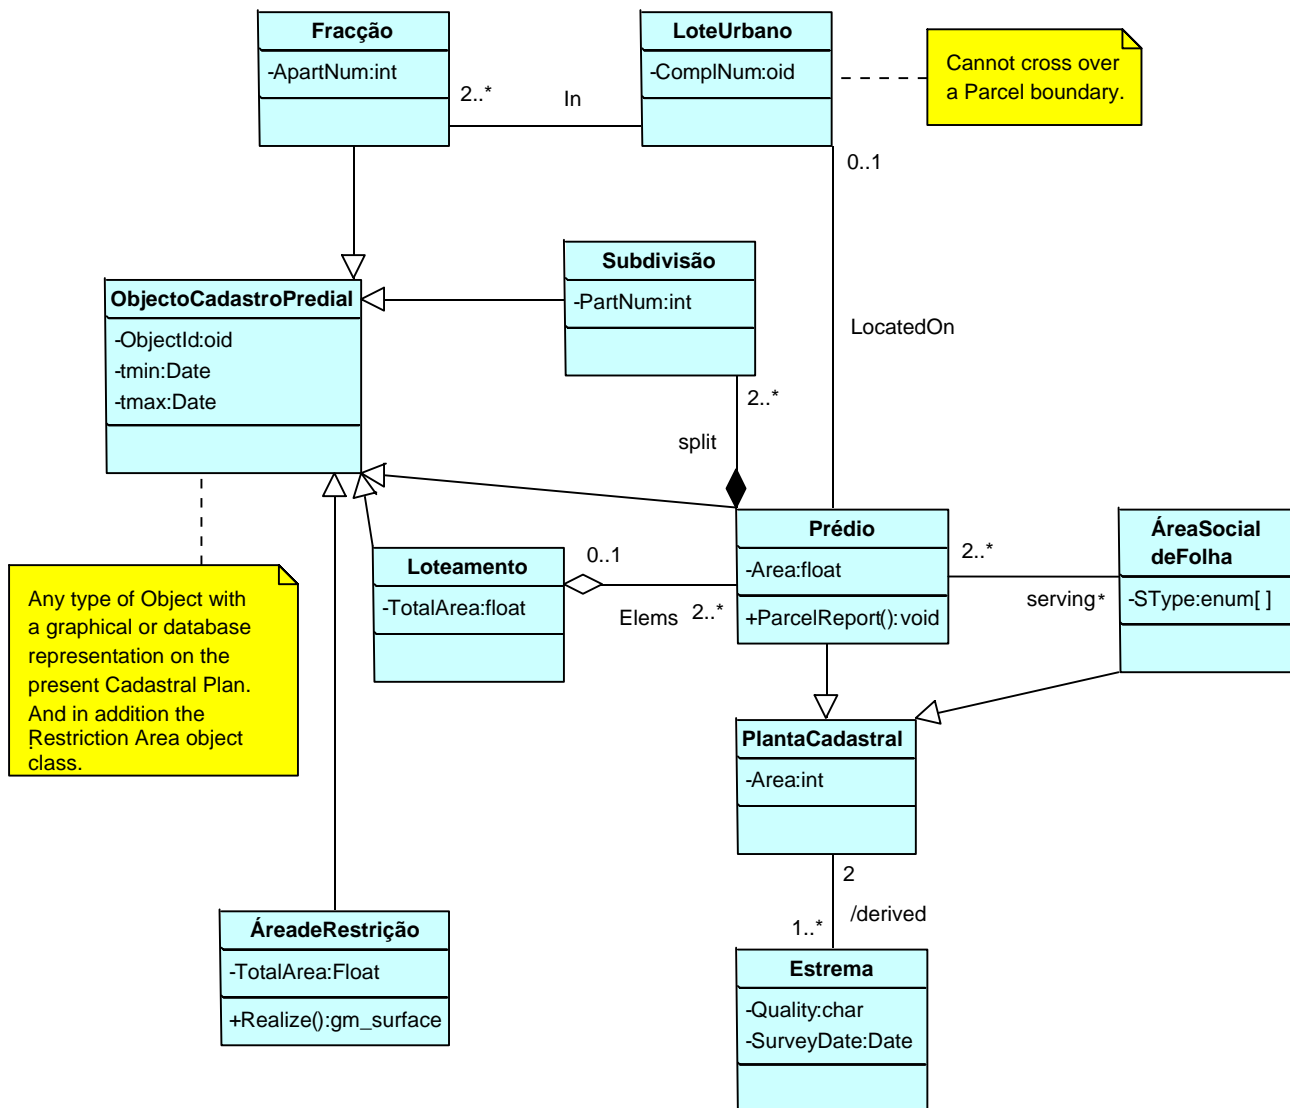 Fracção
-ApartNum:int
2..*
In
LoteUrbano
-ComplNum:oid
Cannot cross over
a Parcel boundary.
0..1
LocatedOn
Subdivisão
-PartNum:int
2..*
split
ObjectoCadastroPredial
-ObjectId:oid
-tmin:Date
-tmax:Date
Any type of Object with
a graphical or database
representation on the
present Cadastral Plan.
And in addition the
Restriction Area object
class.
Loteamento
-TotalArea:float
0..1
Elems
2..*
Prédio
-Area:float
+ParcelReport():void
2..*
serving*
ÁreaSocial
deFolha
-SType:enum[ ]
PlantaCadastral
-Area:int
2
/derived
1..*
Estrema
-Quality:char
-SurveyDate:Date
ÁreadeRestrição
-TotalArea:Float
+Realize():gm_surface